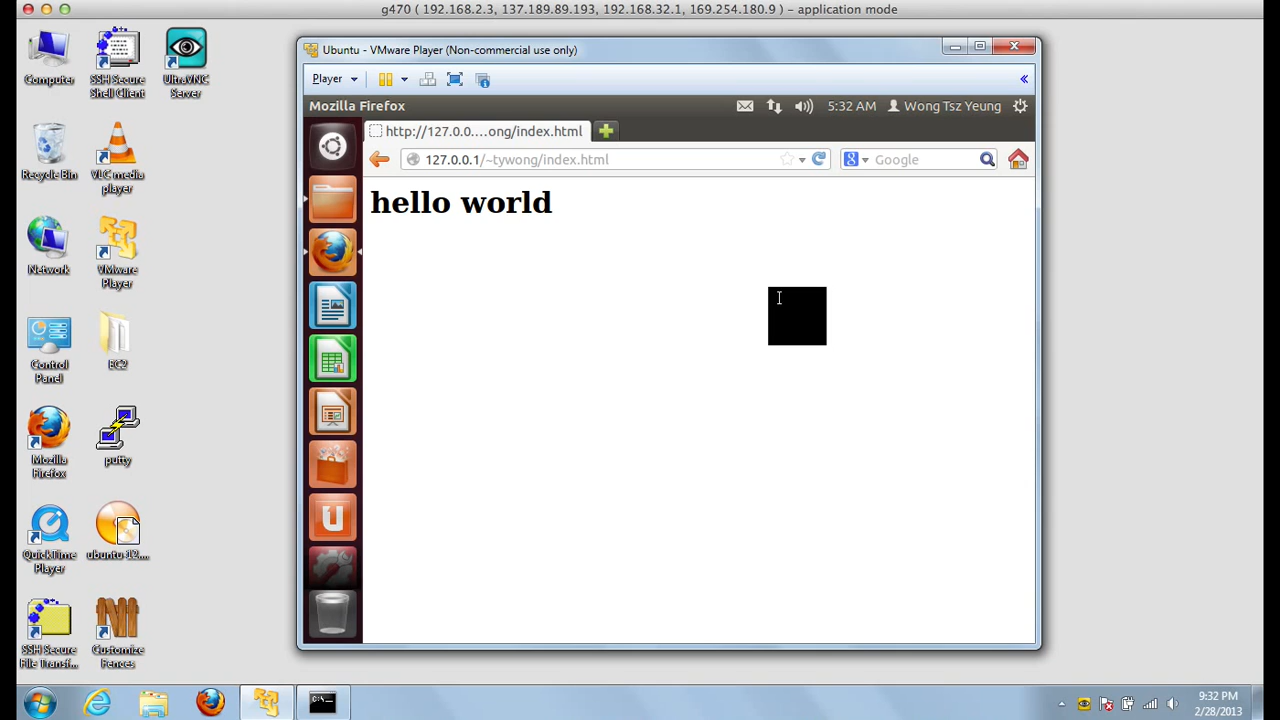 g470 ( 192.168.2.3, 137.189.89.193, 192.168.32.1, 169.254.180.9 ) – application mode
Computer
SSH Secure
Shell Client
UltraVNC
Server
Recycle Bin
VLC media
player
Network
VMware
Player
Control
Panel
EC2
Mozilla
Firefox
putty
QuickTime
Player
ubuntu-12....
SSH Secure
File Transf...
Customize
Fences
Ubuntu - VMware Player (Non-commercial use only)
Player
«
Mozilla Firefox
5:32 AM
Wong Tsz Yeung
http://127.0.0....ong/index.html
127.0.0.1/~tywong/index.html
Google
hello world
9:32 PM
2/28/2013